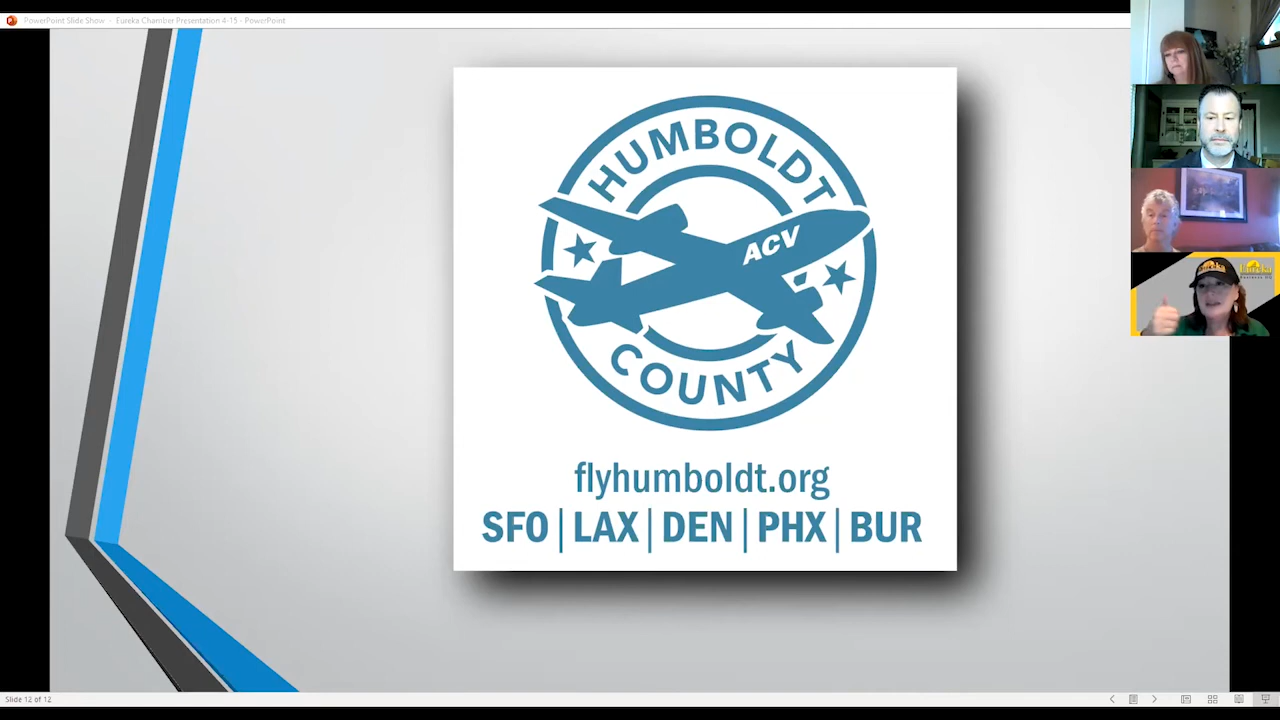 PowerPoint Slide Show - Eureka Chamber Presentation 4-15 - PowerPoint
HUMBOLDT
ACV
COUNTY
flyhumboldt.org
SFO | LAX | DEN | PHX | BUR
Eureka
Slide 12 of 12